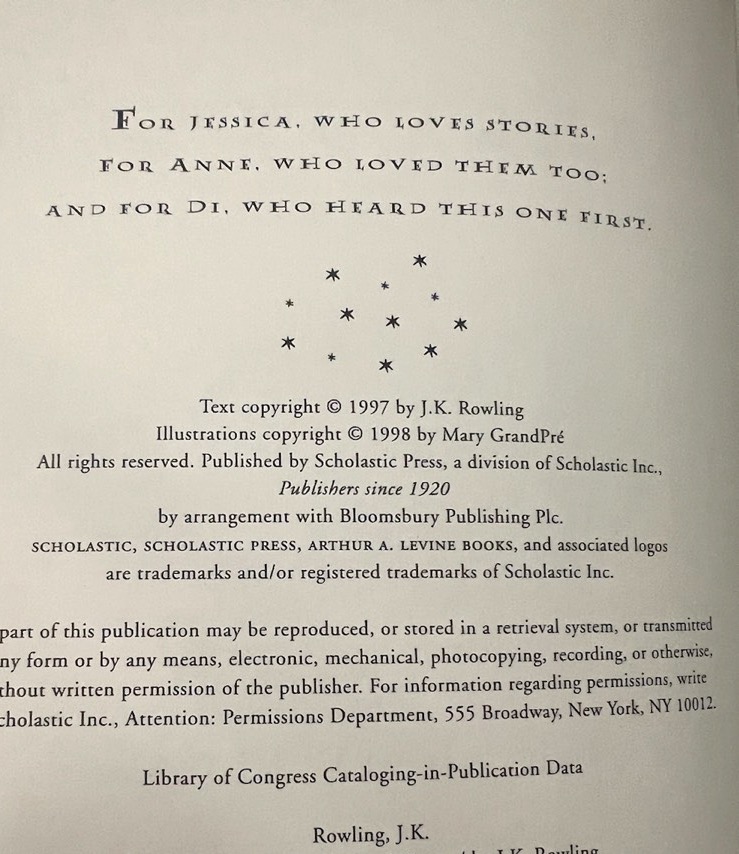 For Jessica, who loves stories,
for Anne, who loved them too;
and for Di, who heard this one first.
Text copyright © 1997 by J.K. Rowling
Illustrations copyright © 1998 by Mary GrandPré
All rights reserved. Published by Scholastic Press, a division of Scholastic Inc.,
Publishers since 1920
by arrangement with Bloomsbury Publishing Plc.
SCHOLASTIC, SCHOLASTIC PRESS, ARTHUR A. LEVINE BOOKS, and associated logos
are trademarks and/or registered trademarks of Scholastic Inc.
part of this publication may be reproduced, or stored in a retrieval system, or transmitted
ny form or by any means, electronic, mechanical, photocopying, recording, or otherwise,
thout written permission of the publisher. For information regarding permissions, write
cholastic Inc., Attention: Permissions Department, 555 Broadway, New York, NY 10012.
Library of Congress Cataloging-in-Publication Data
Rowling, J.K.
J.K. Rowling